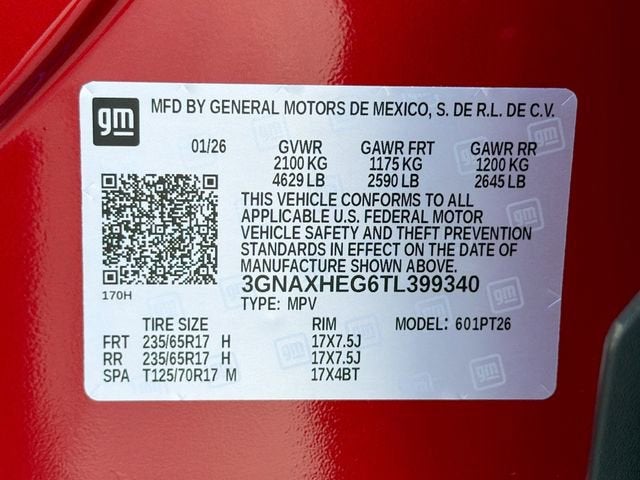 gm MFD BY GENERAL MOTORS DE MEXICO, S. DE R.L. DE C.V.
01/26 GVWR GAWR FRT GAWR RR
2100 KG 1175 KG 1200 KG
4629 LB 2590 LB 2645 LB
THIS VEHICLE CONFORMS TO ALL
APPLICABLE U.S. FEDERAL MOTOR
VEHICLE SAFETY AND THEFT PREVENTION
STANDARDS IN EFFECT ON THE DATE OF
MANUFACTURE SHOWN ABOVE.
170H
3GNAXHEG6TL399340
TYPE: MPV
TIRE SIZE RIM MODEL: 601PT26
FRT 235/65R17 H 17X7.5J
RR 235/65R17 H 17X7.5J
SPA T125/70R17 M 17X4BT